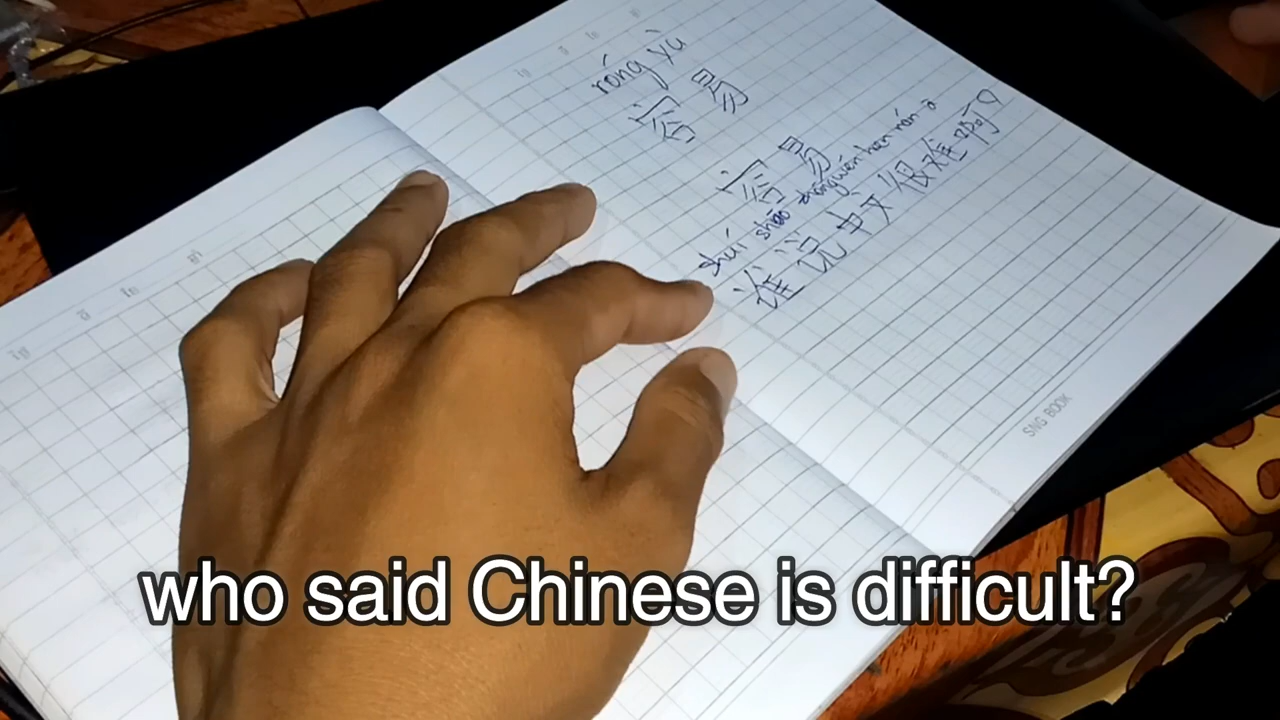 róng yì
容易
容易
shuí shuō zhōngwén hěn nán à
谁说中文很难啊?
SNG BOOK
who said Chinese is difficult?